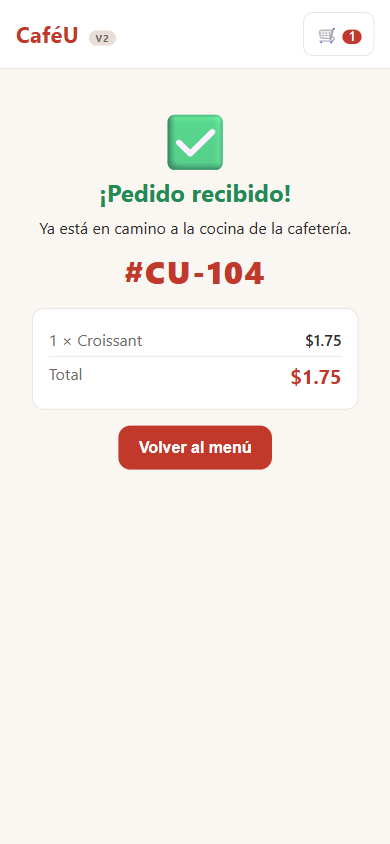 CaféU V2 1
¡Pedido recibido!
Ya está en camino a la cocina de la cafetería.
#CU-104
1 × Croissant $1.75
Total $1.75
Volver al menú